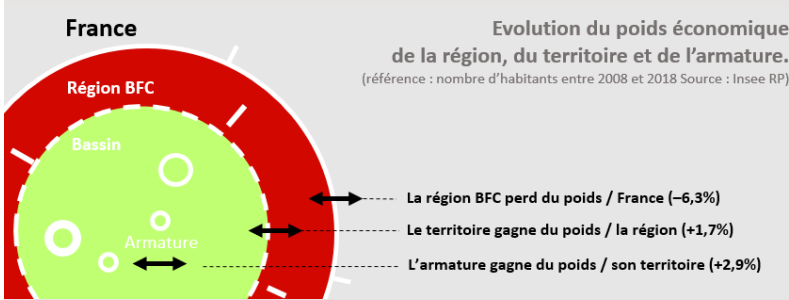 France
Evolution du poids économique
de la région, du territoire et de l’armature.
(référence : nombre d’habitants entre 2008 et 2018 Source : Insee RP)
Région BFC
Bassin
La région BFC perd du poids / France (–6,3%)
Le territoire gagne du poids / la région (+1,7%)
Armature
L’armature gagne du poids / son territoire (+2,9%)